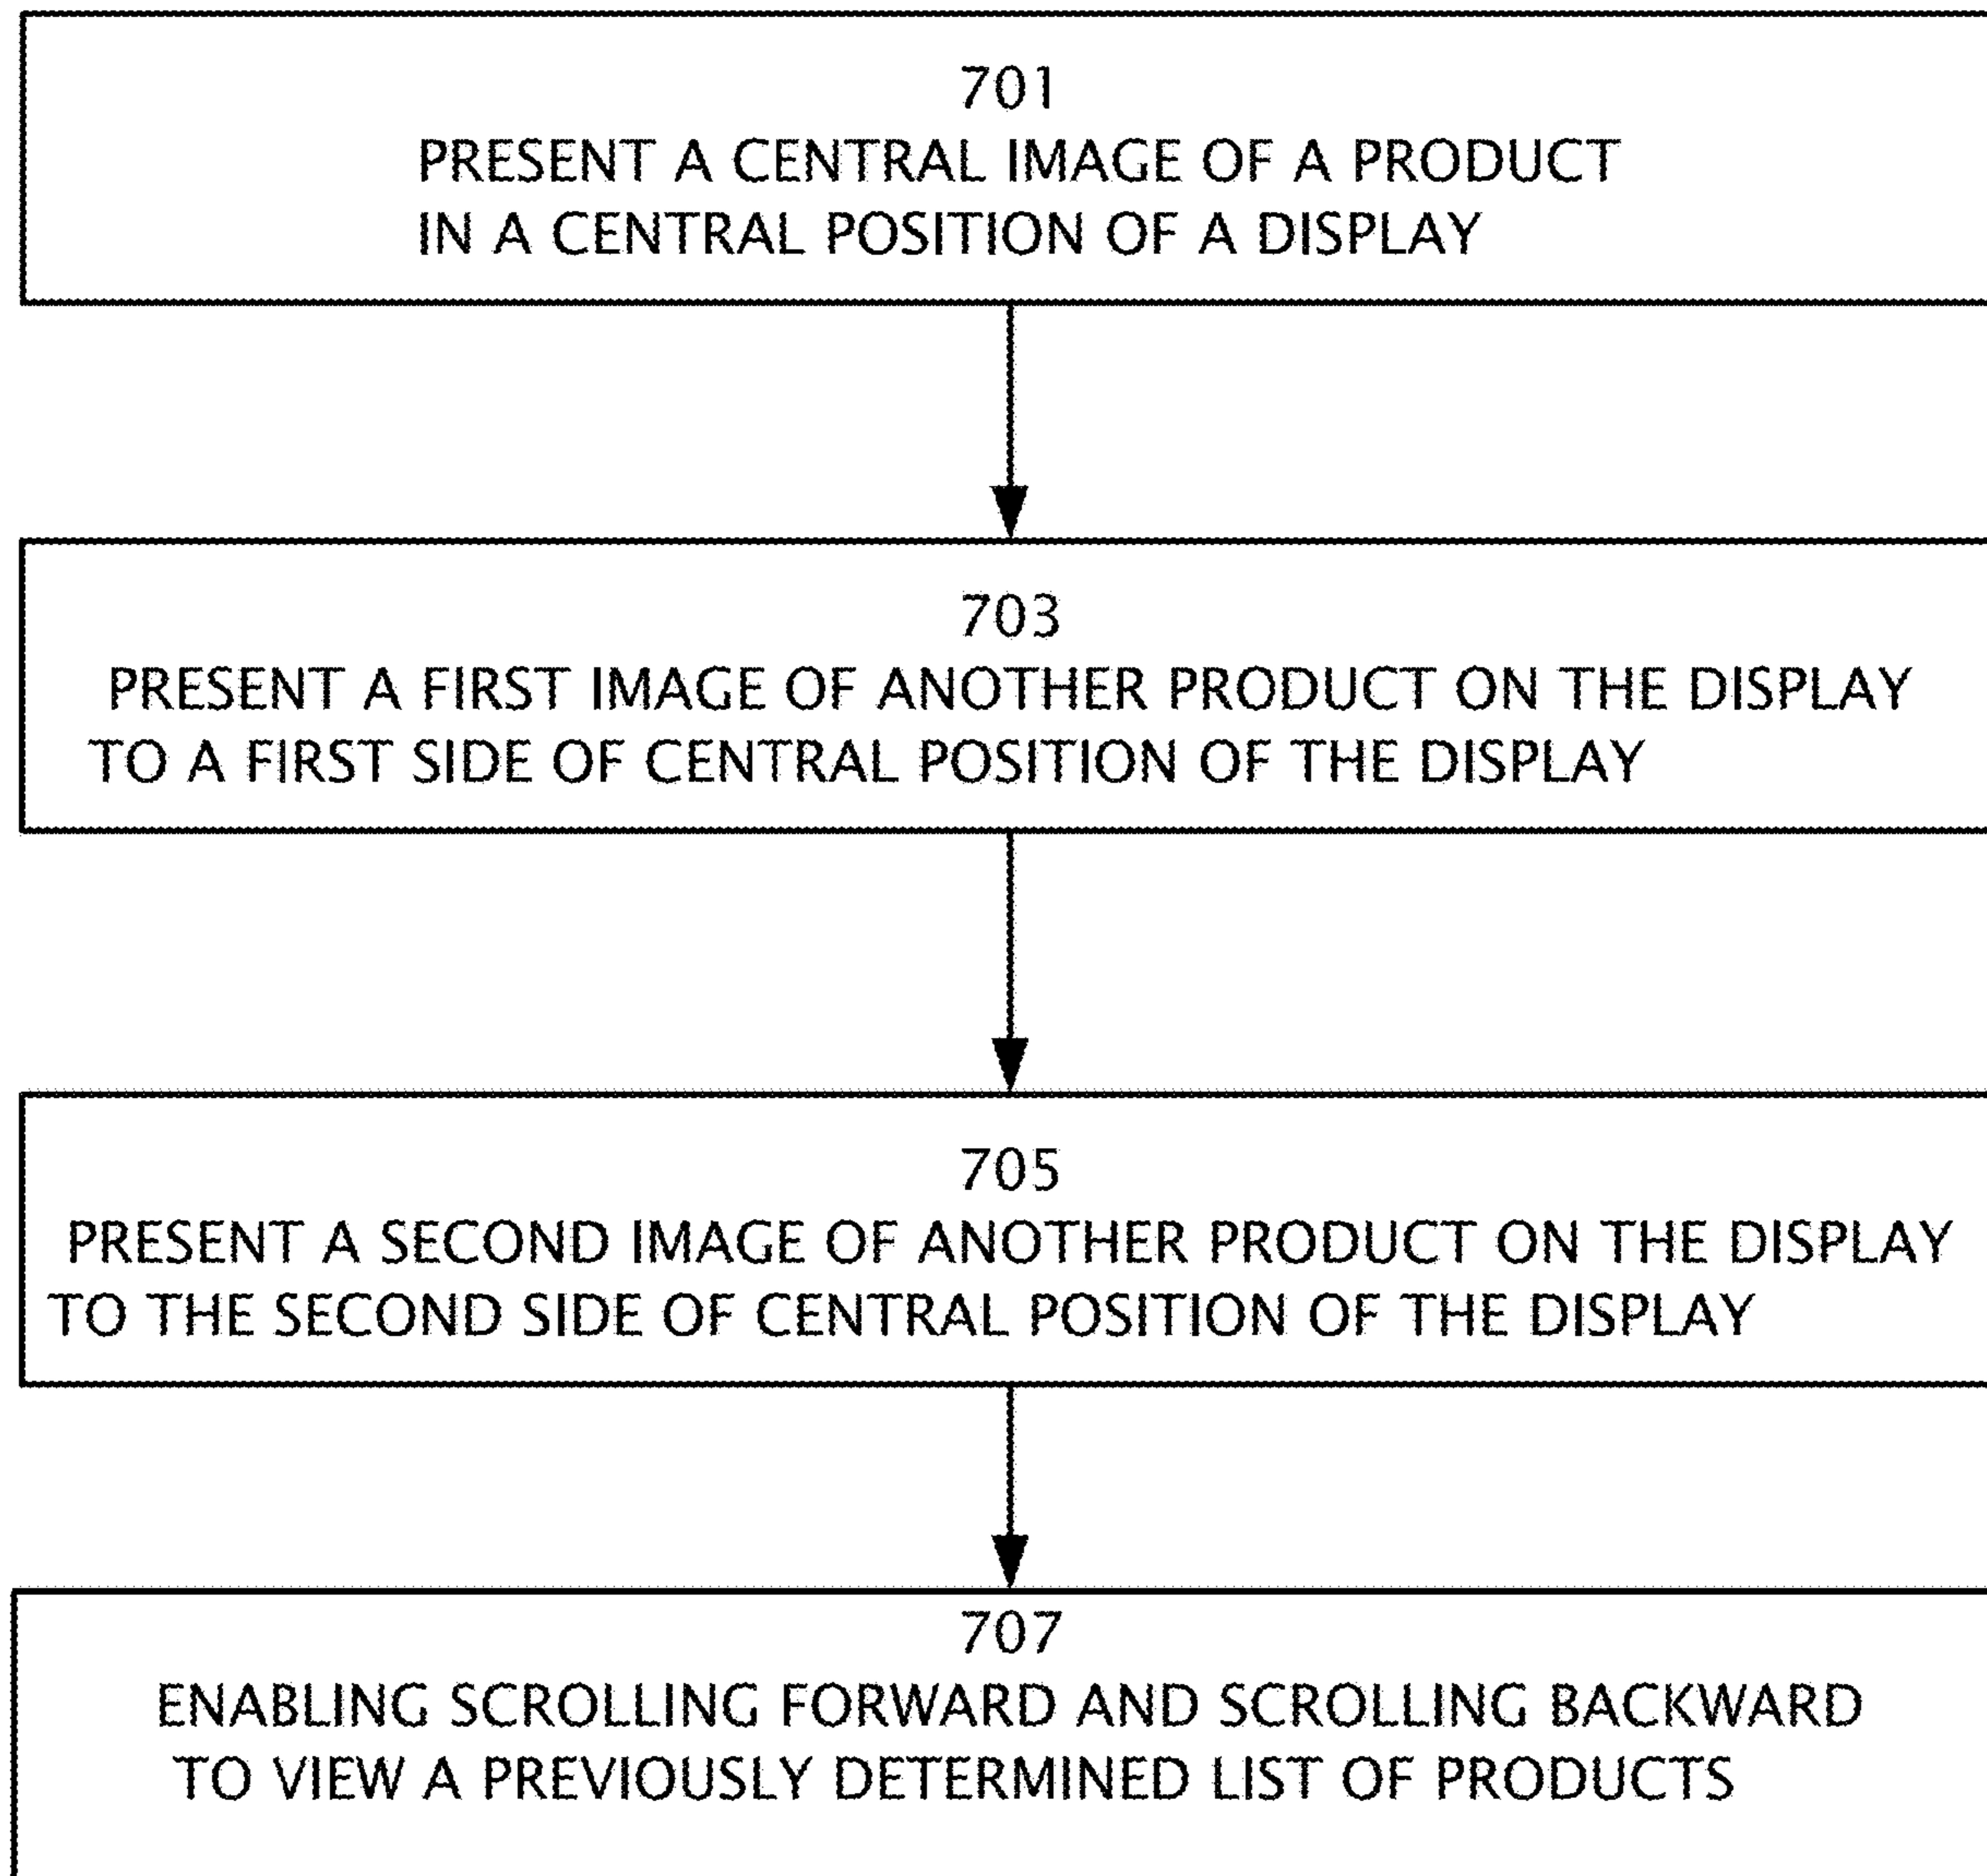 701
PRESENT A CENTRAL IMAGE OF A PRODUCT
IN A CENTRAL POSITION OF A DISPLAY
703
PRESENT A FIRST IMAGE OF ANOTHER PRODUCT ON THE DISPLAY
TO A FIRST SIDE OF CENTRAL POSITION OF THE DISPLAY
705
PRESENT A SECOND IMAGE OF ANOTHER PRODUCT ON THE DISPLAY
TO THE SECOND SIDE OF CENTRAL POSITION OF THE DISPLAY
707
ENABLING SCROLLING FORWARD AND SCROLLING BACKWARD
TO VIEW A PREVIOUSLY DETERMINED LIST OF PRODUCTS